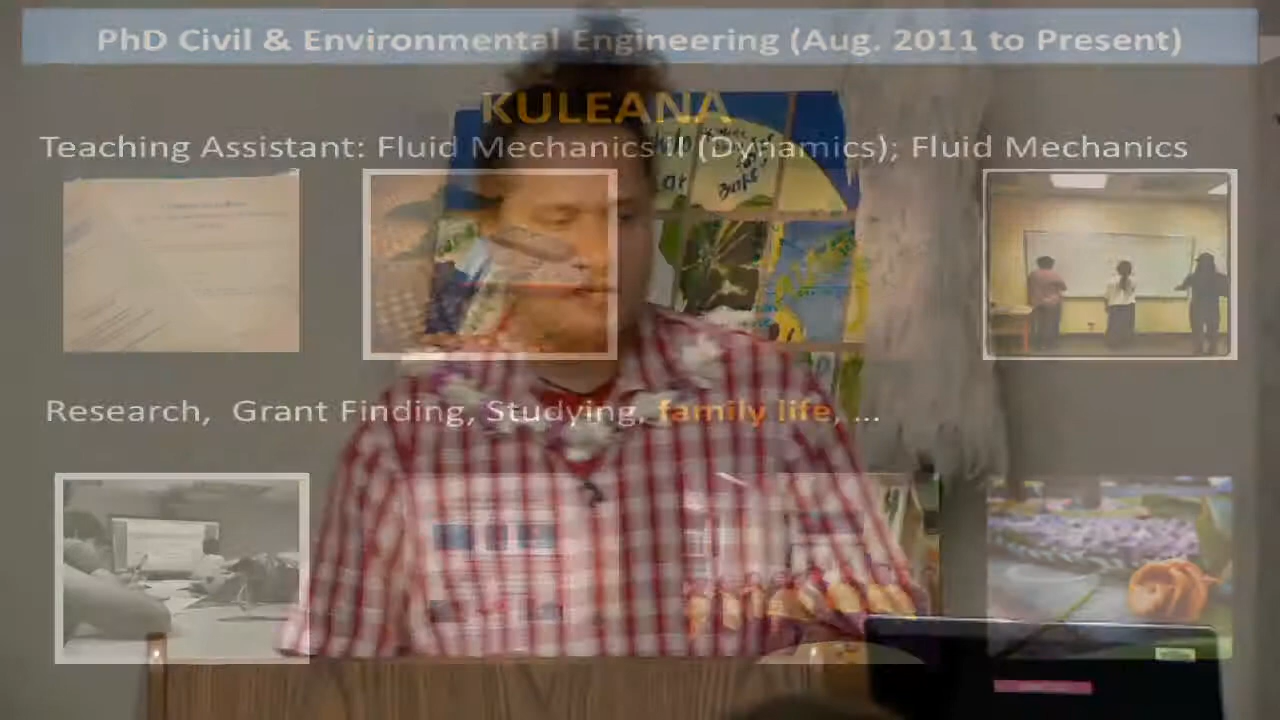 PhD Civil & Environmental Engineering (Aug. 2011 to Present)
KULEANA
Teaching Assistant: Fluid Mechanics II (Dynamics); Fluid Mechanics
Research, Grant Finding, Studying, family life, ...